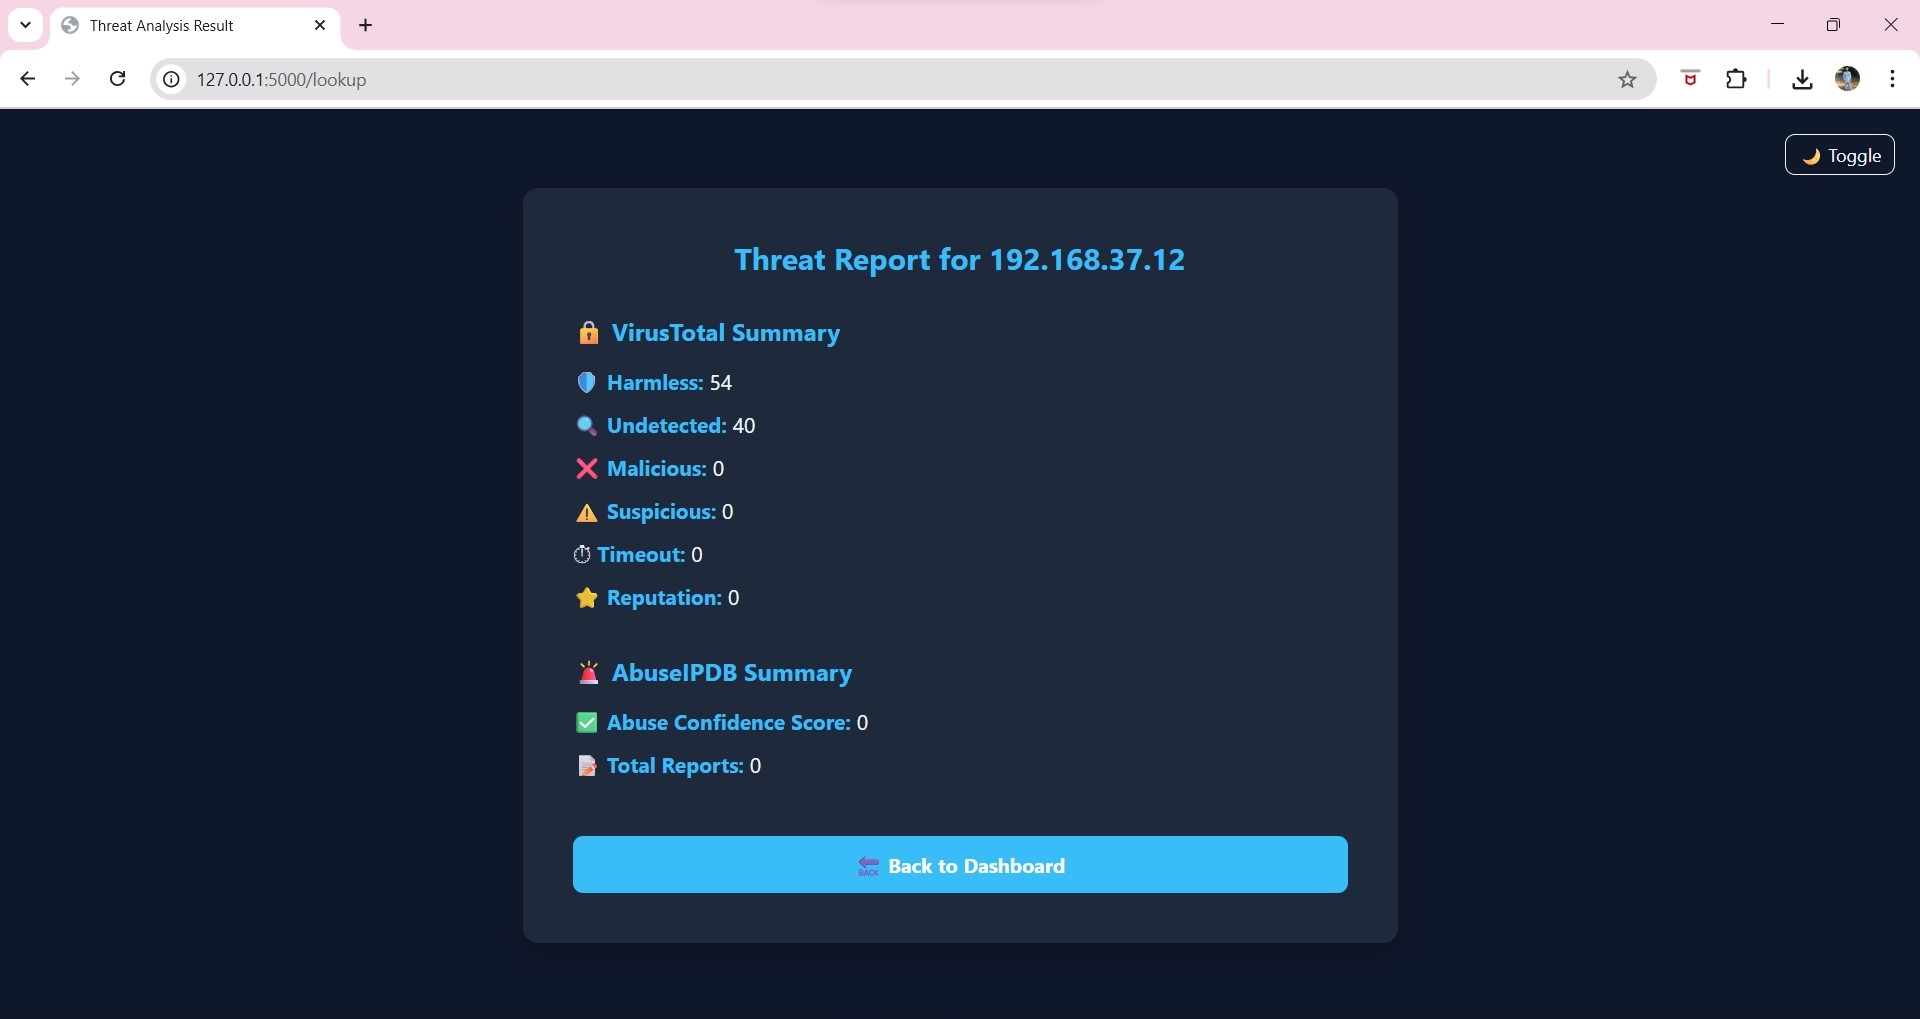 Threat Analysis Result
127.0.0.1:5000/lookup
🌙 Toggle
Threat Report for 192.168.37.12
🔒 VirusTotal Summary
🛡️ Harmless: 54
🔍 Undetected: 40
❌ Malicious: 0
⚠️ Suspicious: 0
⏱ Timeout: 0
⭐ Reputation: 0
🚨 AbuseIPDB Summary
✅ Abuse Confidence Score: 0
📝 Total Reports: 0
🔙 Back to Dashboard